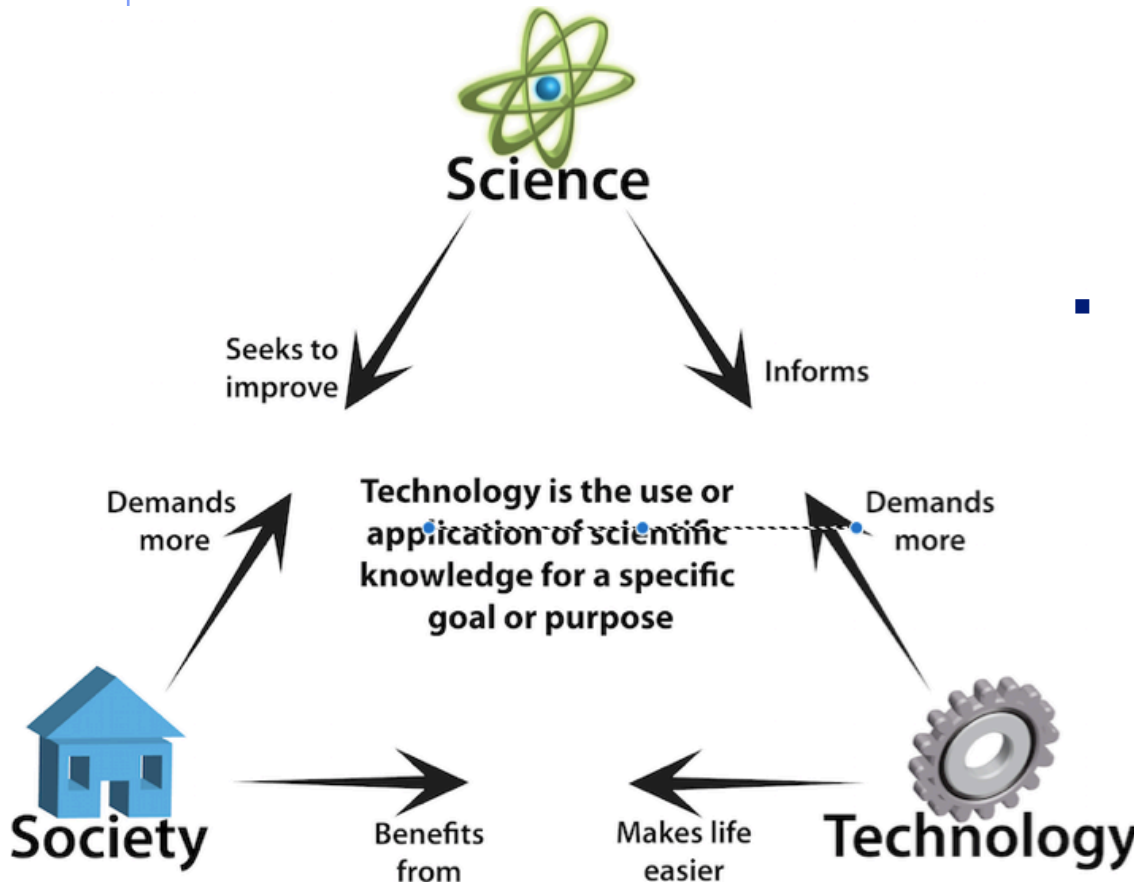 Science
Seeks to
improve
Informs
Demands
more
Technology is the use or
application of scientific
knowledge for a specific
goal or purpose
Demands
more
Society
Benefits
from
Makes life
easier
Technology